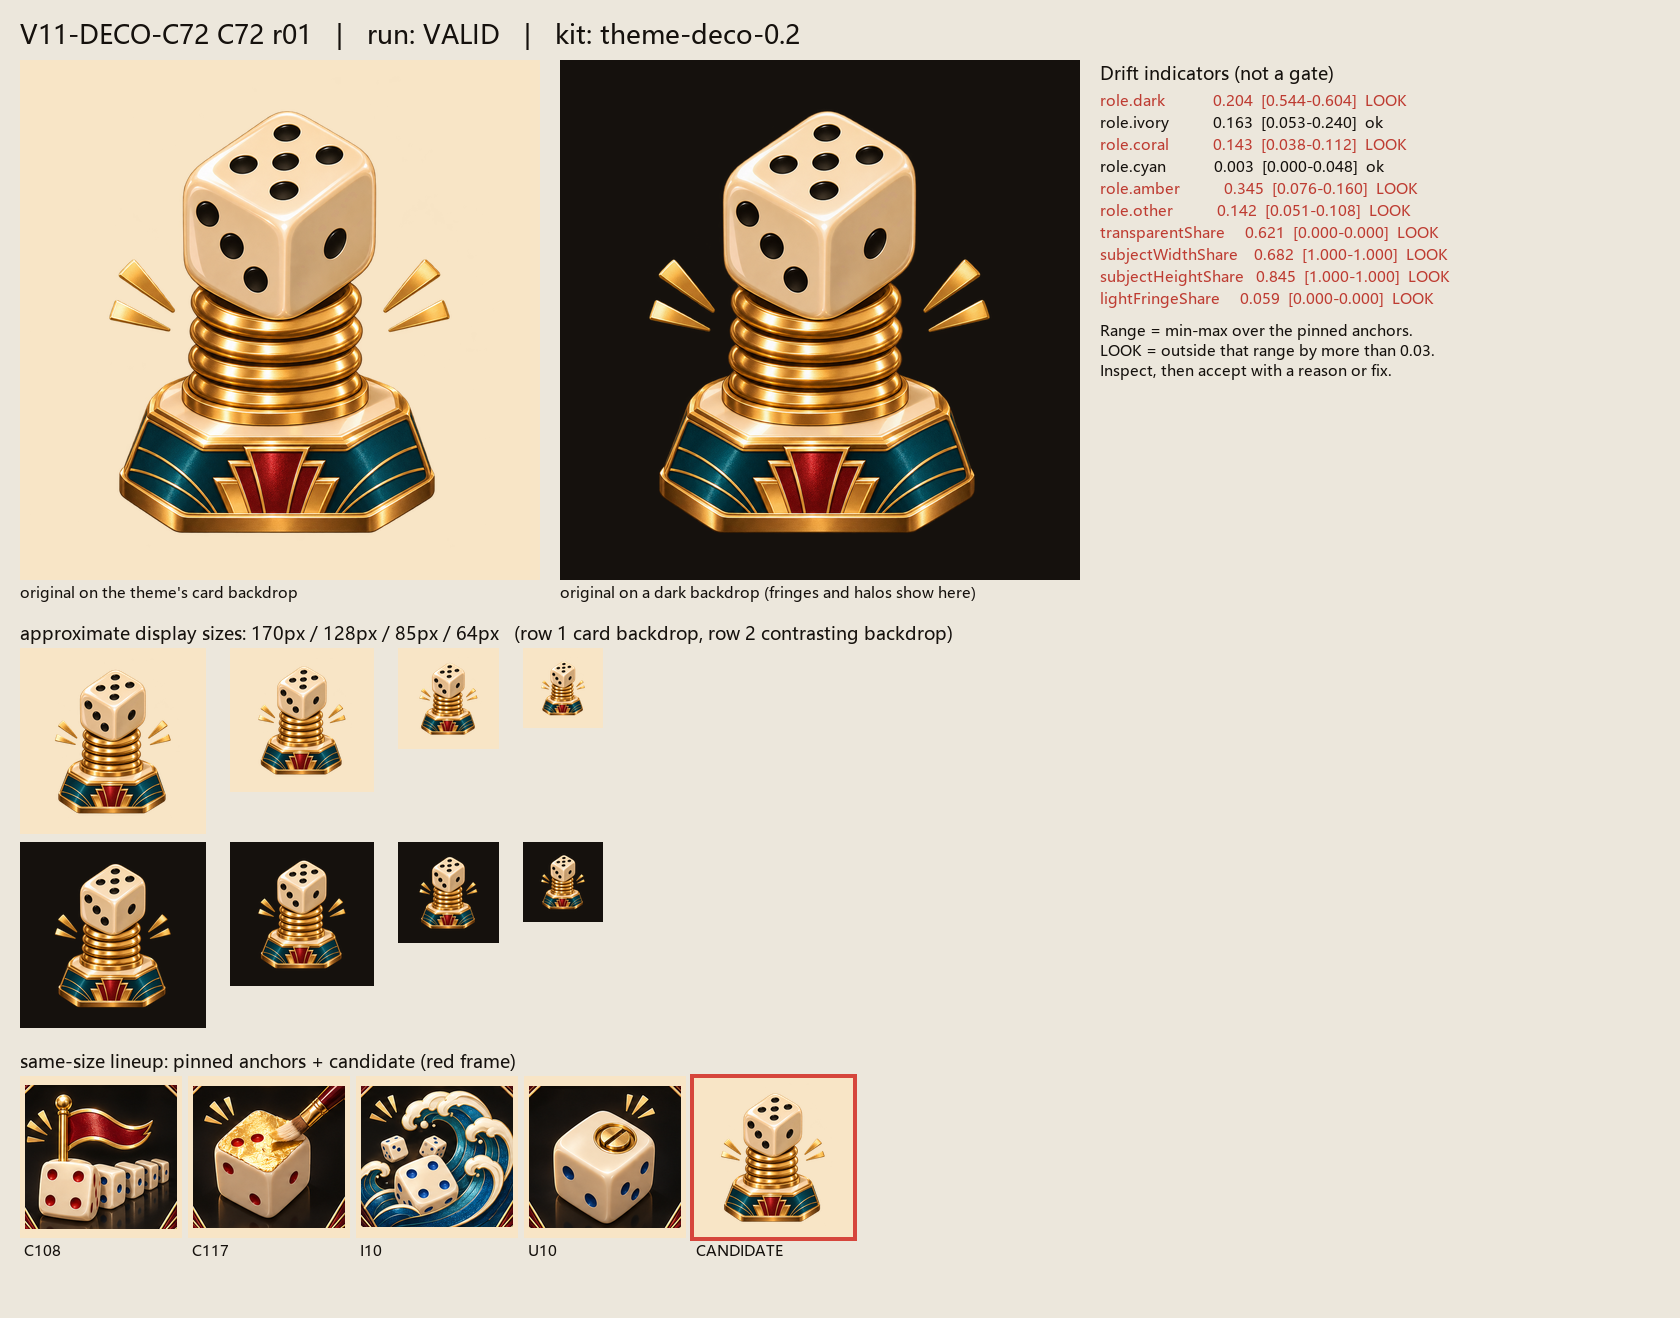 V11-DECO-C72 C72 r01 | run: VALID | kit: theme-deco-0.2
Drift indicators (not a gate)
role.dark 0.204 [0.544-0.604] LOOK
role.ivory 0.163 [0.053-0.240] ok
role.coral 0.143 [0.038-0.112] LOOK
role.cyan 0.003 [0.000-0.048] ok
role.amber 0.345 [0.076-0.160] LOOK
role.other 0.142 [0.051-0.108] LOOK
transparentShare 0.621 [0.000-0.000] LOOK
subjectWidthShare 0.682 [1.000-1.000] LOOK
subjectHeightShare 0.845 [1.000-1.000] LOOK
lightFringeShare 0.059 [0.000-0.000] LOOK
Range = min-max over the pinned anchors.
LOOK = outside that range by more than 0.03.
Inspect, then accept with a reason or fix.
original on the theme's card backdrop
original on a dark backdrop (fringes and halos show here)
approximate display sizes: 170px / 128px / 85px / 64px (row 1 card backdrop, row 2 contrasting backdrop)
same-size lineup: pinned anchors + candidate (red frame)
C108
C117
I10
U10
CANDIDATE